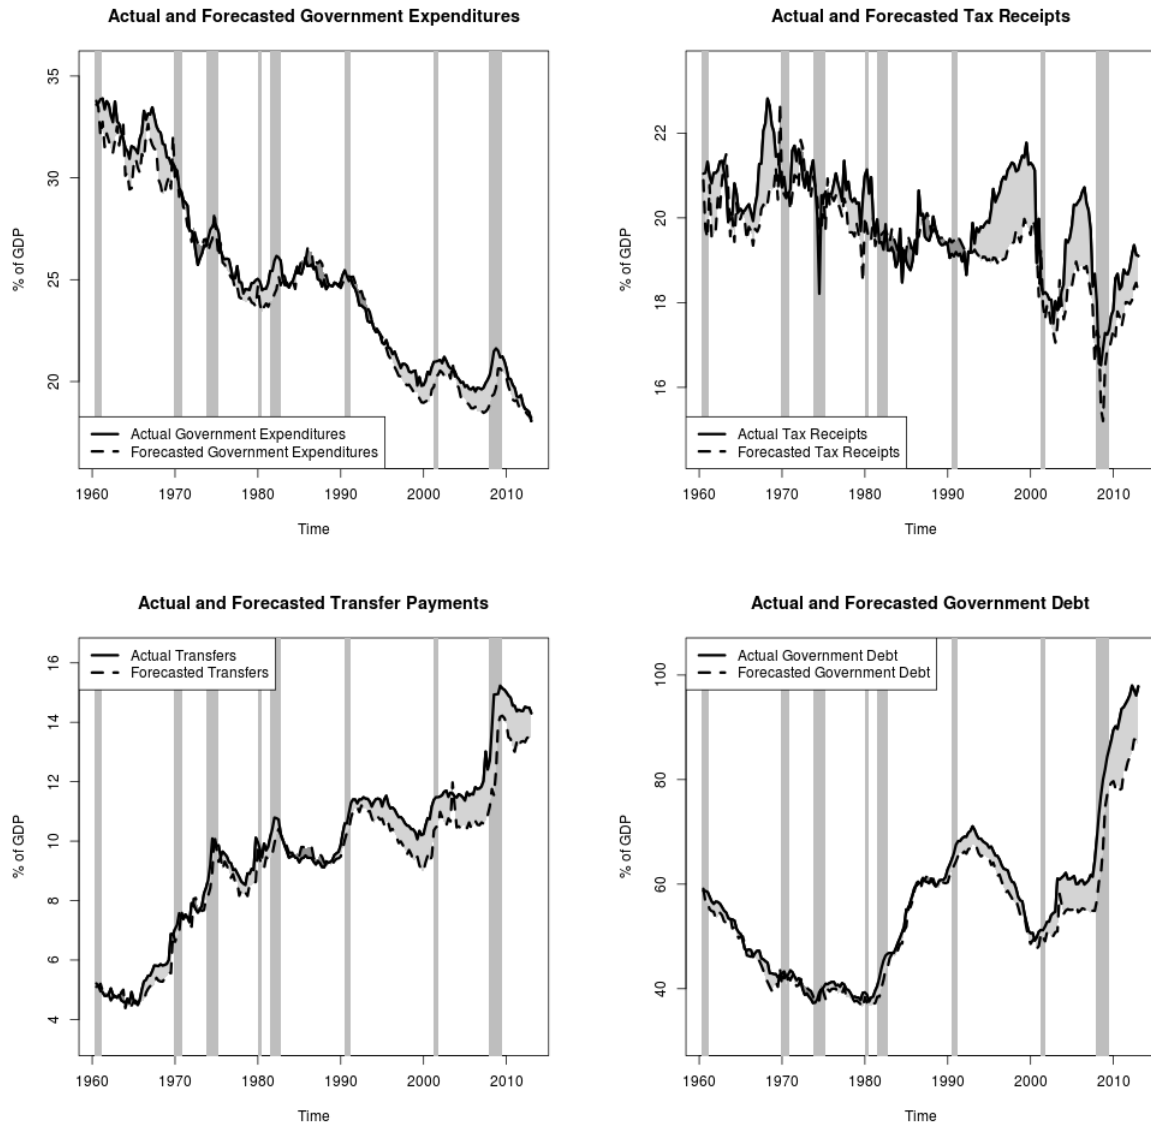 Actual and Forecasted Government Expenditures
% of GDP
35
30
25
20
Actual Government Expenditures
Forecasted Government Expenditures
1960 1970 1980 1990 2000 2010
Time
Actual and Forecasted Tax Receipts
% of GDP
22
20
18
16
Actual Tax Receipts
Forecasted Tax Receipts
1960 1970 1980 1990 2000 2010
Time
Actual and Forecasted Transfer Payments
% of GDP
16
14
12
10
8
6
4
Actual Transfers
Forecasted Transfers
1960 1970 1980 1990 2000 2010
Time
Actual and Forecasted Government Debt
% of GDP
100
80
60
40
Actual Government Debt
Forecasted Government Debt
1960 1970 1980 1990 2000 2010
Time